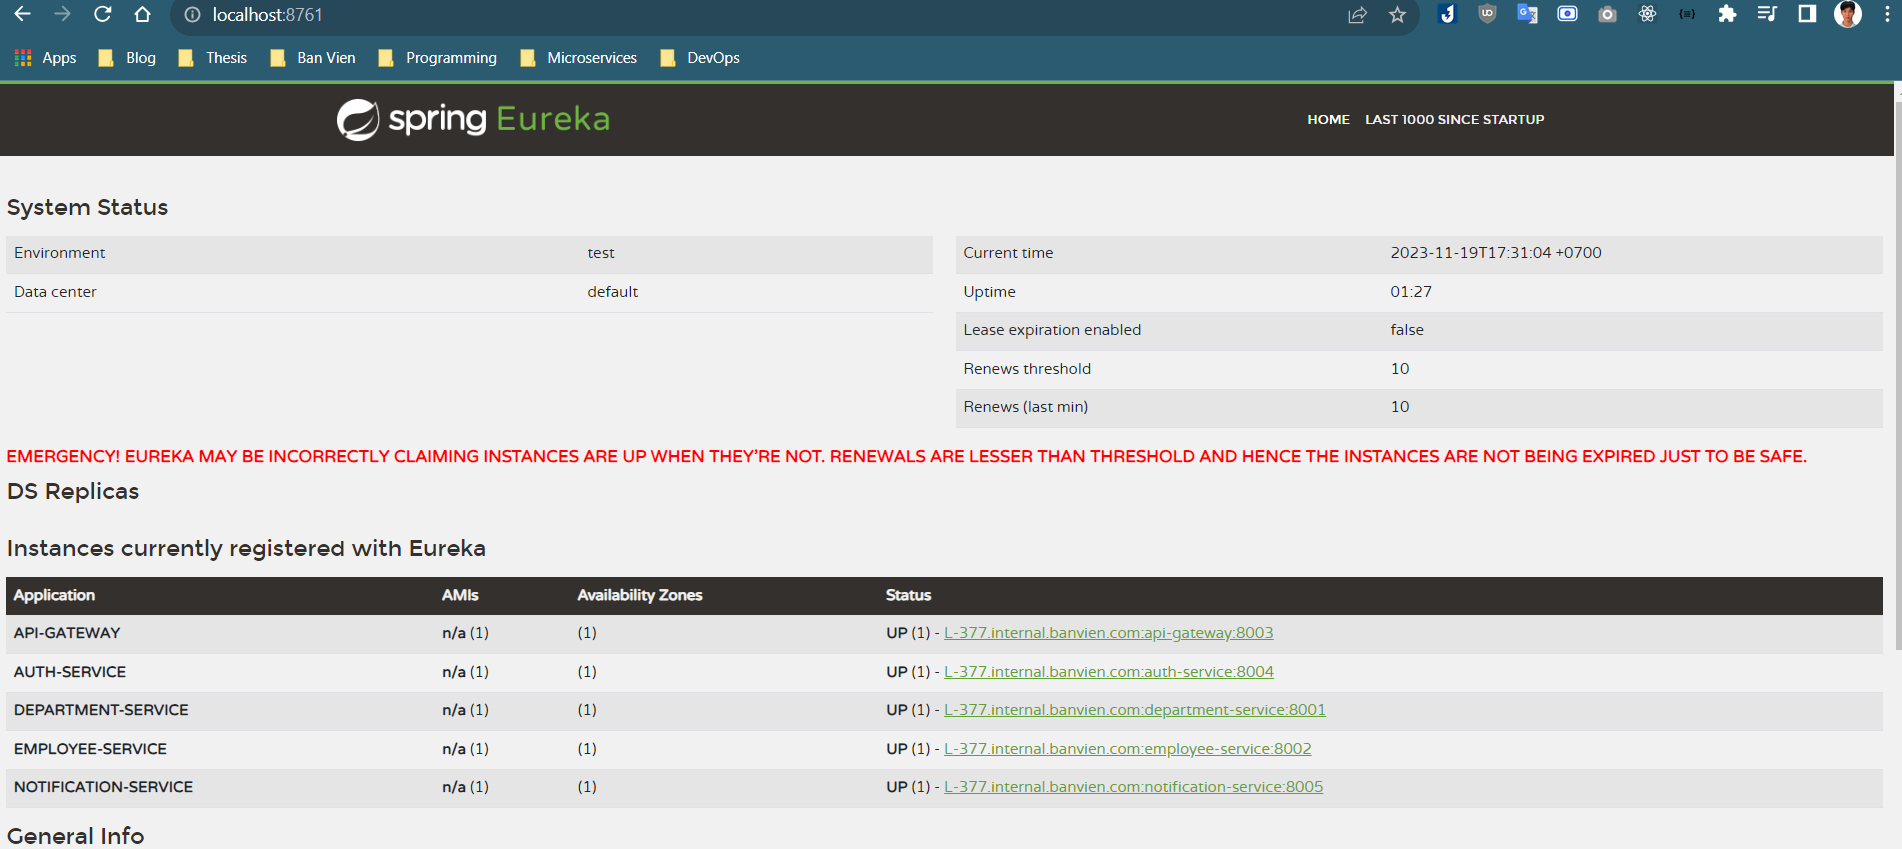 localhost:8761
Apps Blog Thesis Ban Vien Programming Microservices DevOps
spring Eureka
HOME LAST 1000 SINCE STARTUP
System Status
Environment test
Data center default
Current time 2023-11-19T17:31:04 +0700
Uptime 01:27
Lease expiration enabled false
Renews threshold 10
Renews (last min) 10
EMERGENCY! EUREKA MAY BE INCORRECTLY CLAIMING INSTANCES ARE UP WHEN THEY'RE NOT. RENEWALS ARE LESSER THAN THRESHOLD AND HENCE THE INSTANCES ARE NOT BEING EXPIRED JUST TO BE SAFE.
DS Replicas
Instances currently registered with Eureka
Application AMIs Availability Zones Status
API-GATEWAY n/a (1) (1) UP (1) - L-377.internal.banvien.com:api-gateway:8003
AUTH-SERVICE n/a (1) (1) UP (1) - L-377.internal.banvien.com:auth-service:8004
DEPARTMENT-SERVICE n/a (1) (1) UP (1) - L-377.internal.banvien.com:department-service:8001
EMPLOYEE-SERVICE n/a (1) (1) UP (1) - L-377.internal.banvien.com:employee-service:8002
NOTIFICATION-SERVICE n/a (1) (1) UP (1) - L-377.internal.banvien.com:notification-service:8005
General Info